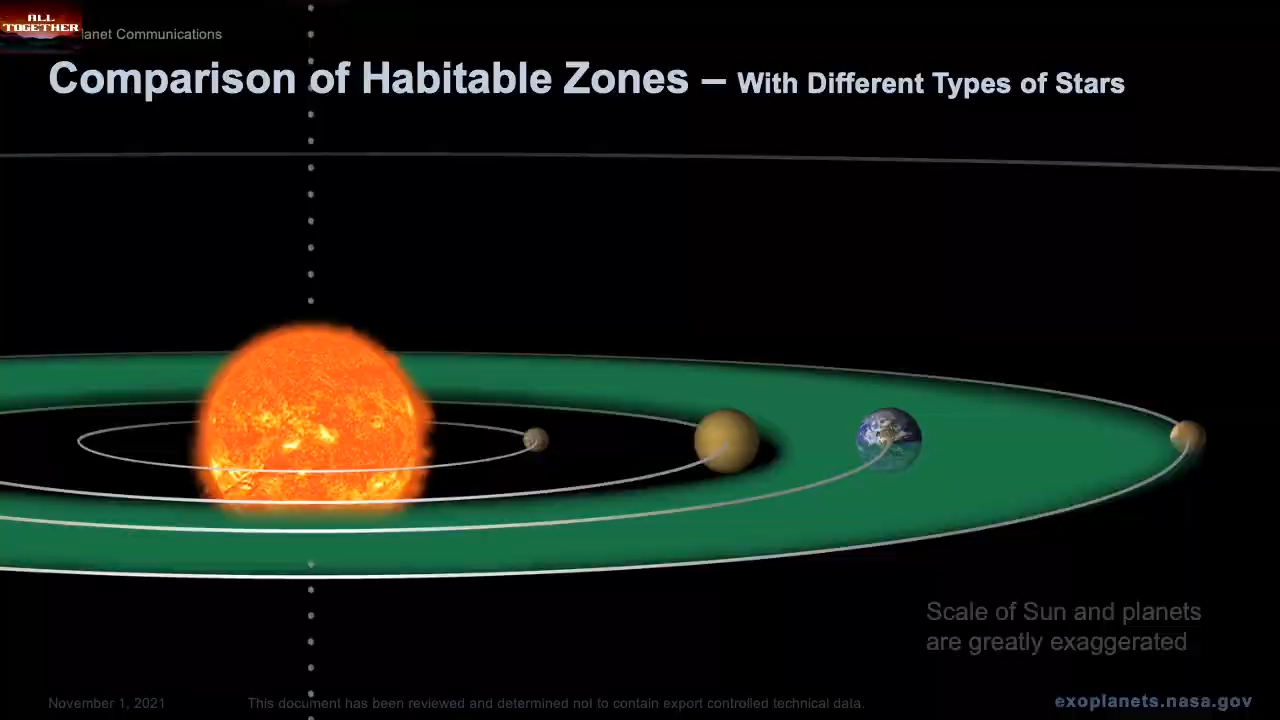 ALL
TOGETHER
lanet Communications
Comparison of Habitable Zones – With Different Types of Stars
Scale of Sun and planets
are greatly exaggerated
November 1, 2021
This document has been reviewed and determined not to contain export controlled technical data.
exoplanets.nasa.gov